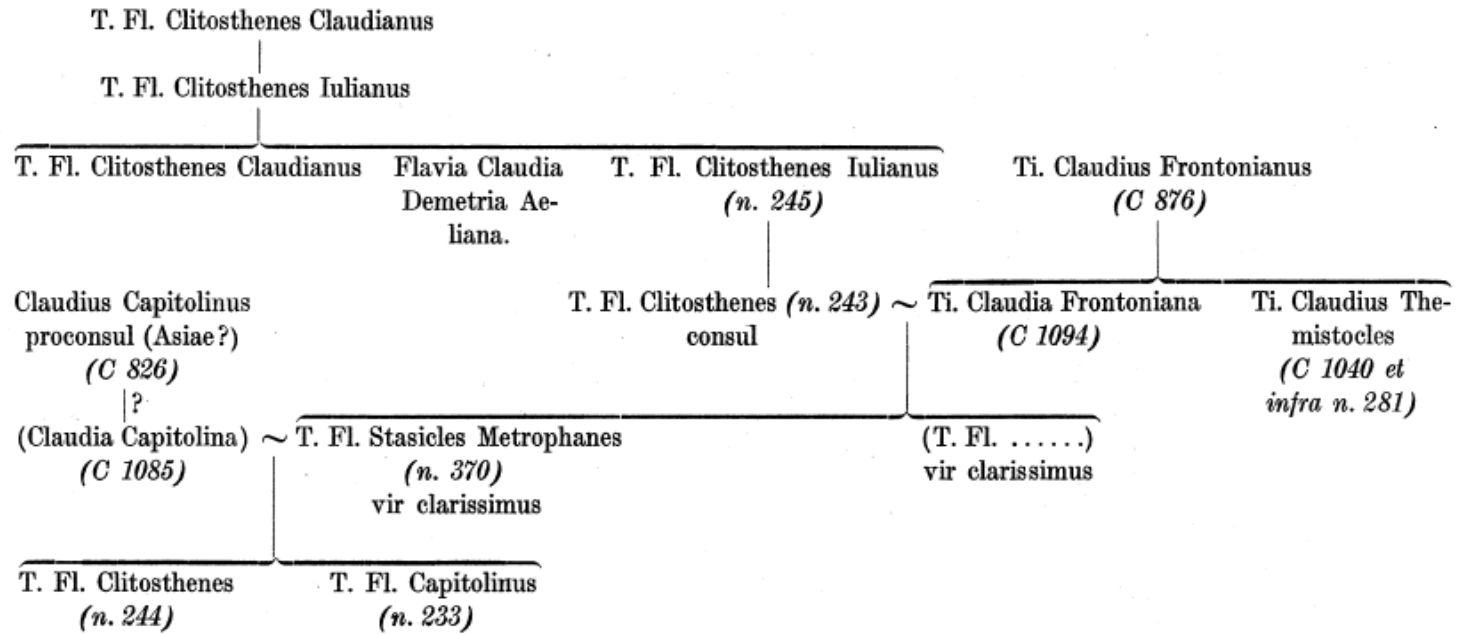 T. Fl. Clitosthenes Claudianus
T. Fl. Clitosthenes Iulianus
T. Fl. Clitosthenes Claudianus Flavia Claudia T. Fl. Clitosthenes Iulianus Ti. Claudius Frontonianus
Demetria Ae- (n. 245) (C 876)
liana.
Claudius Capitolinus T. Fl. Clitosthenes (n. 243) ~ Ti. Claudia Frontoniana Ti. Claudius The-
proconsul (Asiae?) consul (C 1094) mistocles
(C 826) (C 1040 et
? infra n. 281)
(Claudia Capitolina) ~ T. Fl. Stasicles Metrophanes (T. Fl. ......)
(C 1085) (n. 370) vir clarissimus
vir clarissimus
T. Fl. Clitosthenes T. Fl. Capitolinus
(n. 244) (n. 233)